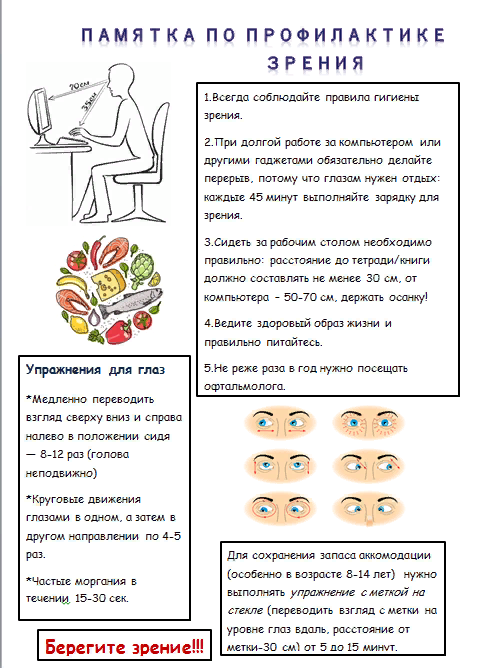 ПАМЯТКА ПО ПРОФИЛАКТИКЕ
ЗРЕНИЯ
70см
35см
1.Всегда соблюдайте правила гигиены
зрения.
2.При долгой работе за компьютером или
другими гаджетами обязательно делайте
перерыв, потому что глазам нужен отдых:
каждые 45 минут выполняйте зарядку для
зрения.
3.Сидеть за рабочим столом необходимо
правильно: расстояние до тетради/книги
должно составлять не менее 30 см, от
компьютера – 50-70 см, держать осанку!
4.Ведите здоровый образ жизни и
правильно питайтесь.
5.Не реже раза в год нужно посещать
офтальмолога.
Упражнения для глаз
*Медленно переводить
взгляд сверху вниз и справа
налево в положении сидя
— 8-12 раз (голова
неподвижно)
*Круговые движения
глазами в одном, а затем в
другом направлении по 4-5
раз.
*Частые моргания в
течении, 15-30 сек.
Для сохранения запаса аккомодации
(особенно в возрасте 8-14 лет) нужно
выполнять упражнение с меткой на
стекле (переводить взгляд с метки на
уровне глаз вдаль, расстояние от
метки-30 см) от 5 до 15 минут.
Берегите зрение!!!